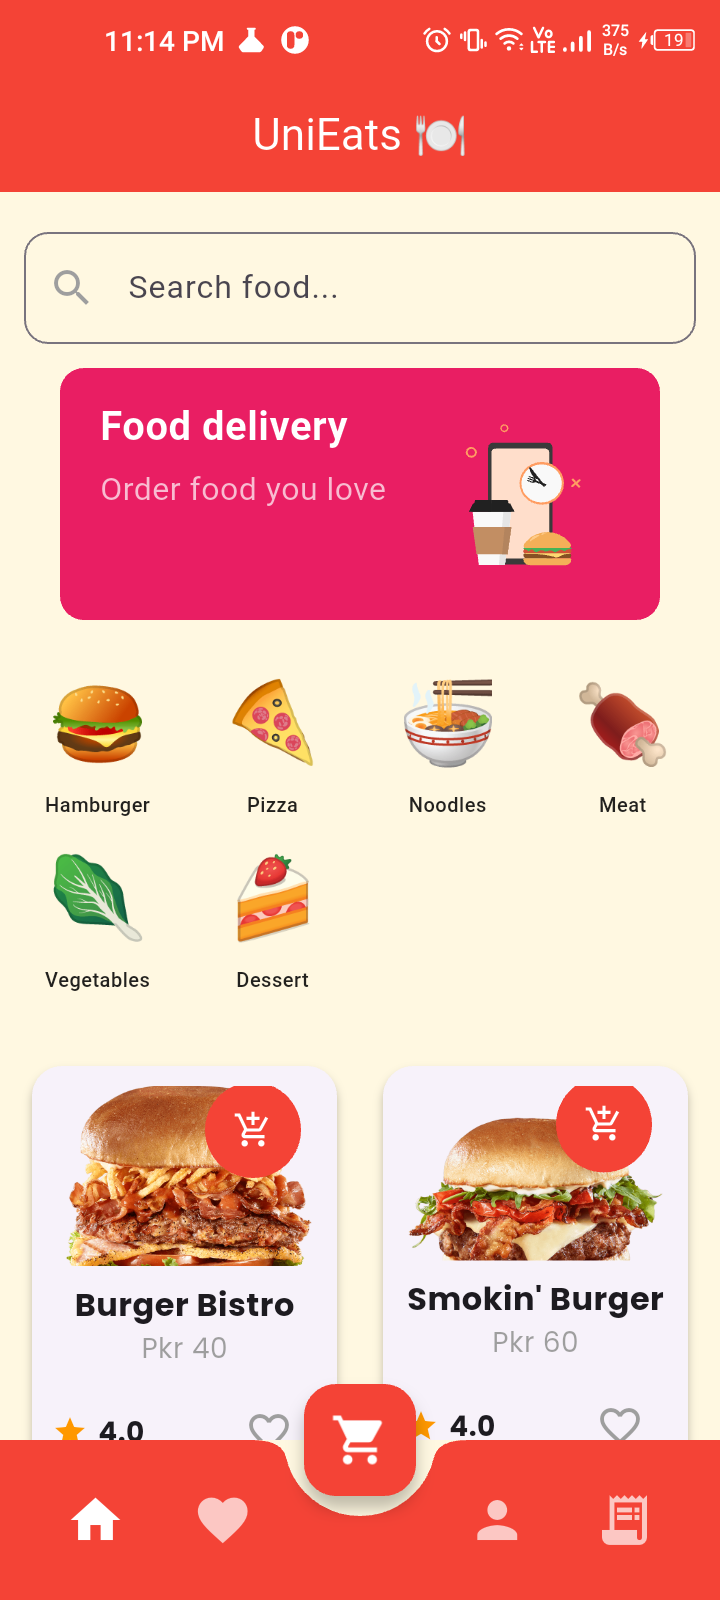 11:14 PM Vo LTE 375 B/s 19
UniEats
Search food...
Food delivery
Order food you love
Hamburger Pizza Noodles Meat
Vegetables Dessert
Burger Bistro Smokin' Burger
Pkr 40 Pkr 60
4.0 4.0